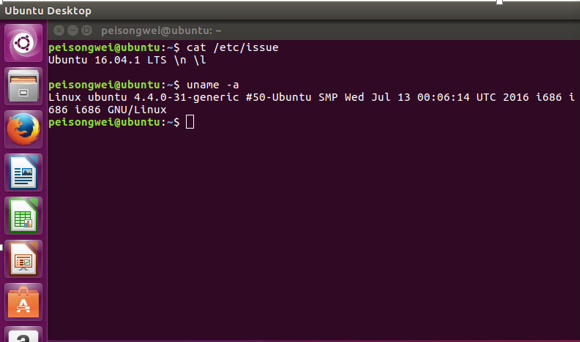 Ubuntu Desktop
peisongwei@ubuntu: ~
peisongwei@ubuntu:~$ cat /etc/issue
Ubuntu 16.04.1 LTS \n \l
peisongwei@ubuntu:~$ uname -a
Linux ubuntu 4.4.0-31-generic #50-Ubuntu SMP Wed Jul 13 00:06:14 UTC 2016 i686 i
686 i686 GNU/Linux
peisongwei@ubuntu:~$